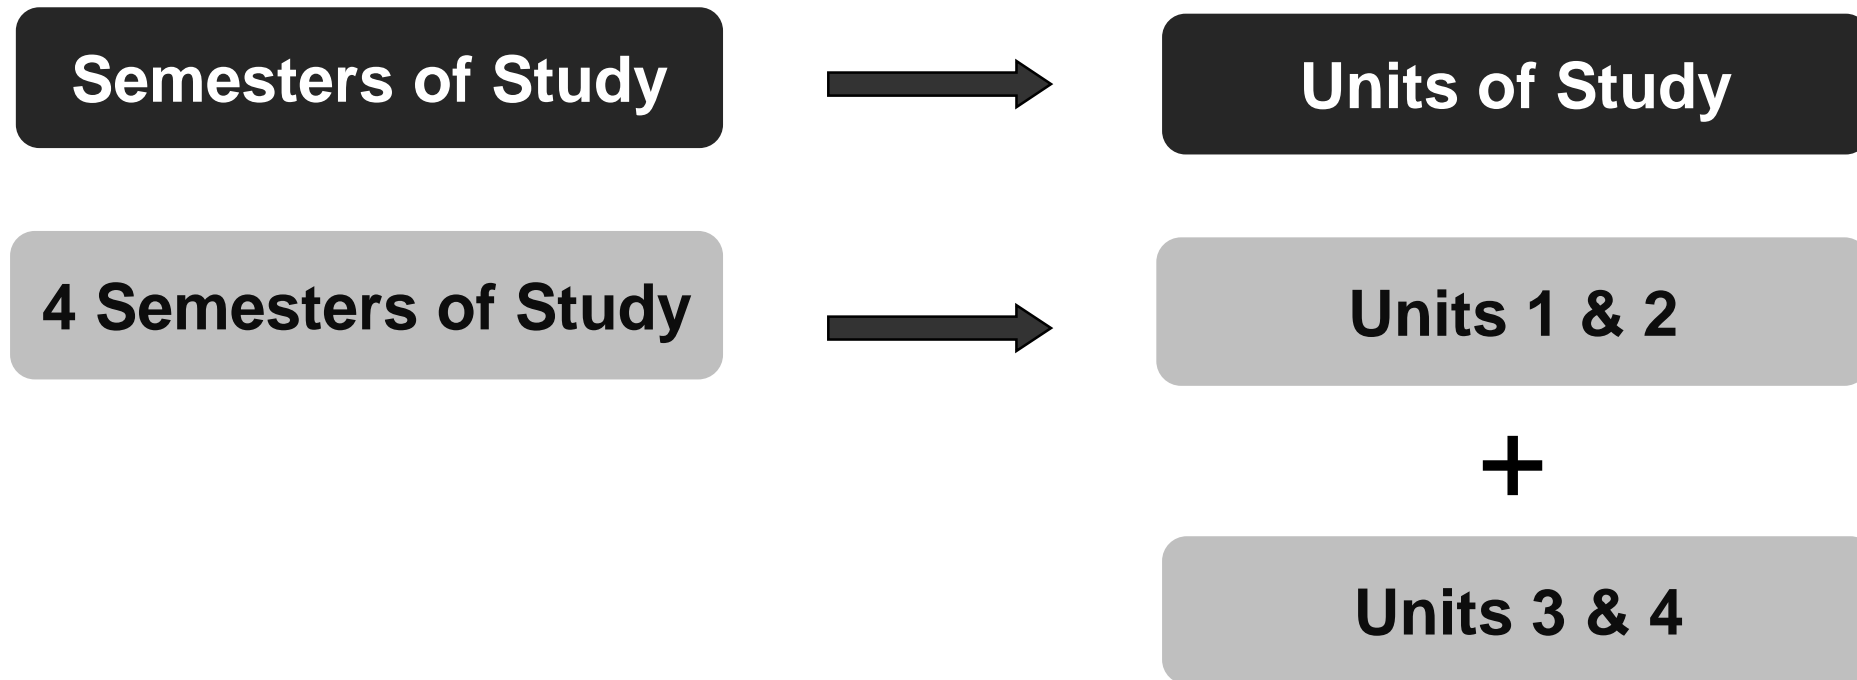 Semesters of Study
Units of Study
4 Semesters of Study
Units 1 & 2
+
Units 3 & 4